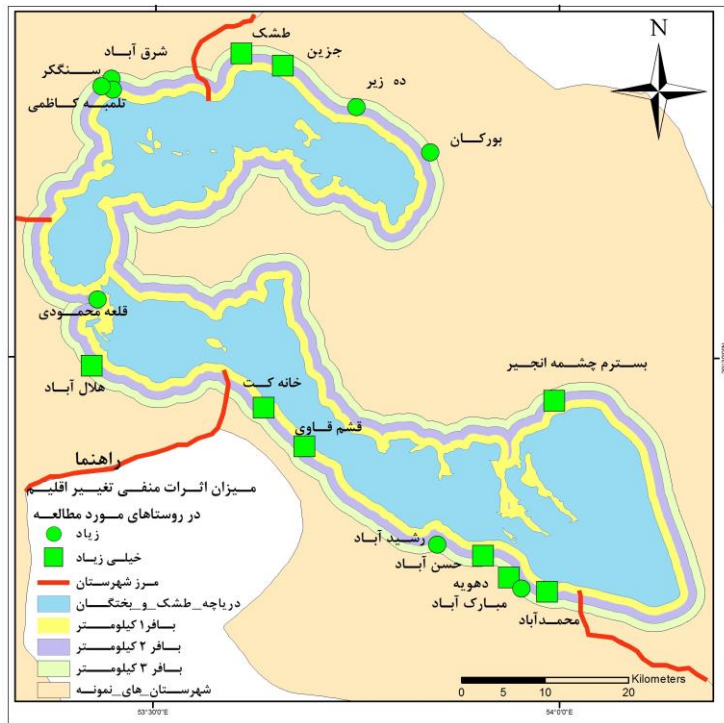 N
طشک
جزین
شرق آباد
سنگکر
تلمبه کاظمی
ده زیر
بورکان
قلعه محمودی
هلال آباد
خانه کت
قشم قاوی
بسترم چشمه انجیر
رشید آباد
حسن آباد
دهویه
مبارک آباد
محمدآباد
راهنما
میزان اثرات منفی تغییر اقلیم
در روستاهای مورد مطالعه
زیاد
خیلی زیاد
مرز شهرستان
دریاچه_طشک_و_بختگان
بافر ۱ کیلومتر
بافر ۲ کیلومتر
بافر ۳ کیلومتر
شهرستان_های_نمونه
Kilometers
0 5 10 20
53°30'0"E
54°0'0"E